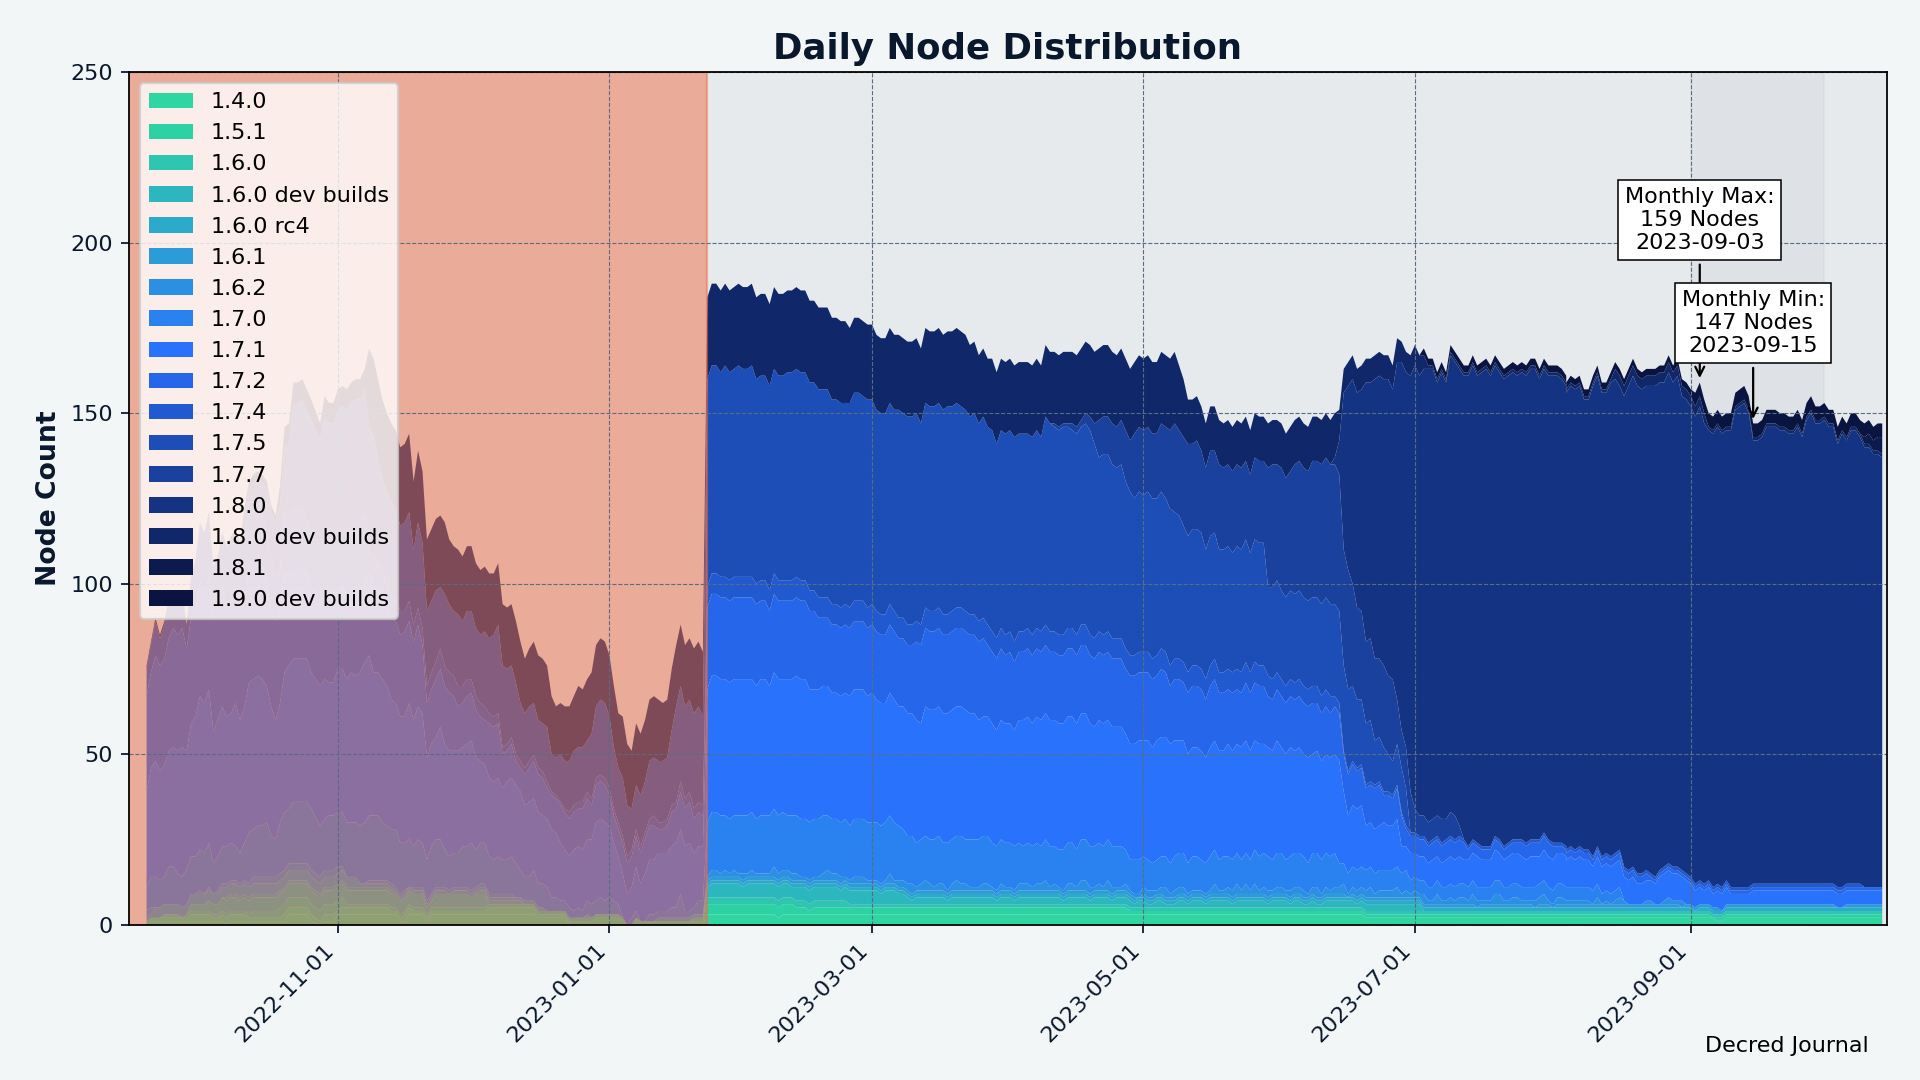 Daily Node Distribution
250
200
150
100
50
0
Node Count
1.4.0
1.5.1
1.6.0
1.6.0 dev builds
1.6.0 rc4
1.6.1
1.6.2
1.7.0
1.7.1
1.7.2
1.7.4
1.7.5
1.7.7
1.8.0
1.8.0 dev builds
1.8.1
1.9.0 dev builds
Monthly Max:
159 Nodes
2023-09-03
Monthly Min:
147 Nodes
2023-09-15
2022-11-01
2023-01-01
2023-03-01
2023-05-01
2023-07-01
2023-09-01
Decred Journal